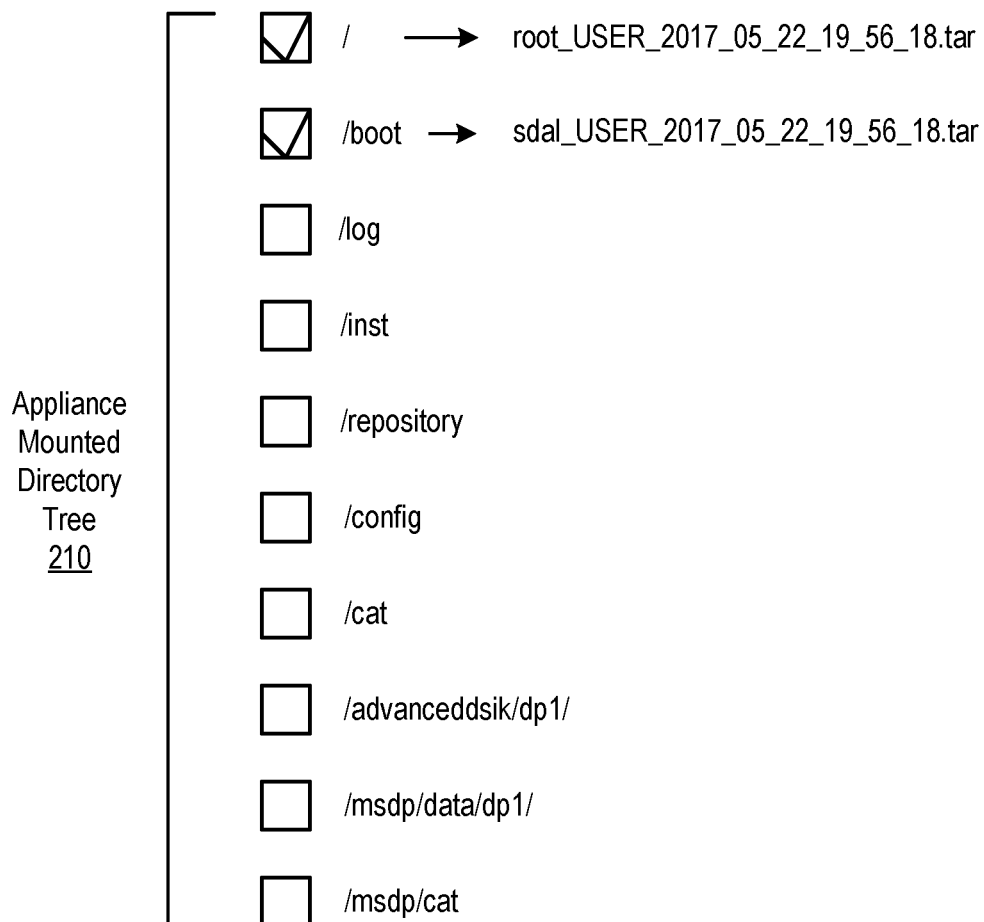 / root_USER_2017_05_22_19_56_18.tar
/boot sdal_USER_2017_05_22_19_56_18.tar
/log
/inst
/repository
/config
/cat
/advanceddsik/dp1/
/msdp/data/dp1/
/msdp/cat
Appliance
Mounted
Directory
Tree
210